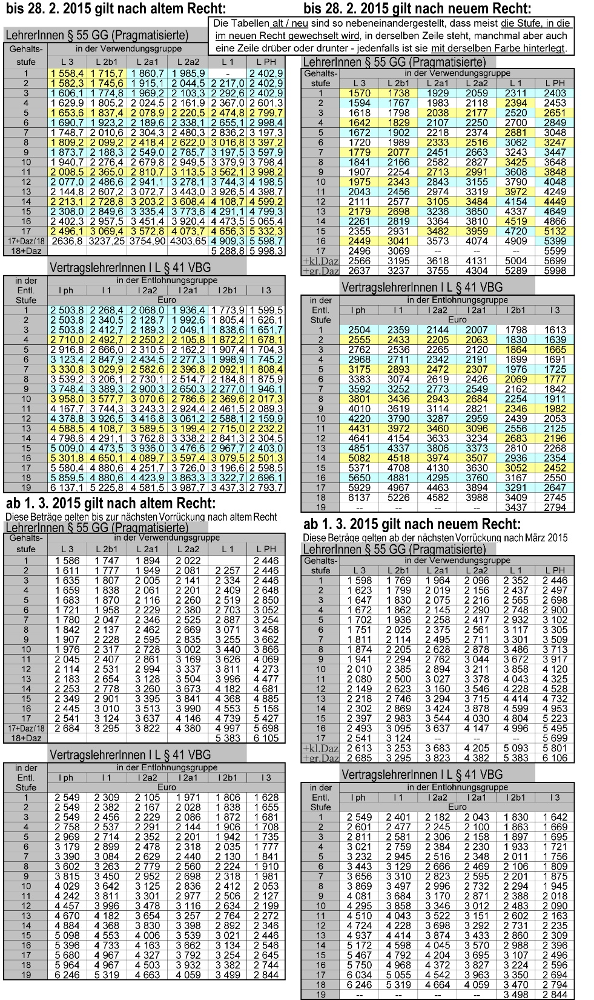 bis 28. 2. 2015 gilt nach altem Recht:
LehrerInnen § 55 GG (Pragmatisierte)
Gehalts- in der Verwendungsgruppe
stufe L 3 L 2b1 L 2a1 L 2a2 L 1 L PH
1 1 558,4 1 715,7 1 860,7 1 985,9 - 2 402,9
2 1 582,3 1 745,6 1 915,1 2 044,5 2 217,0 2 402,9
3 1 606,1 1 774,8 1 969,2 2 103,3 2 292,6 2 402,9
4 1 629,9 1 805,2 2 024,5 2 161,9 2 367,0 2 601,3
5 1 653,6 1 837,4 2 078,9 2 220,5 2 474,8 2 799,7
6 1 690,7 1 923,2 2 189,6 2 338,1 2 655,1 2 998,4
7 1 748,7 2 010,6 2 304,3 2 480,3 2 836,2 3 197,3
8 1 809,2 2 099,2 2 418,4 2 622,0 3 016,8 3 397,2
9 1 873,7 2 188,3 2 549,0 2 785,7 3 197,5 3 597,9
10 1 940,7 2 276,4 2 679,8 2 949,5 3 379,9 3 798,4
11 2 008,5 2 365,0 2 810,7 3 113,5 3 562,1 3 998,2
12 2 077,0 2 486,6 2 941,1 3 278,1 3 744,3 4 198,5
13 2 144,8 2 607,2 3 072,7 3 443,0 3 926,5 4 398,7
14 2 213,1 2 728,8 3 203,2 3 608,4 4 108,7 4 599,2
15 2 308,0 2 849,6 3 335,4 3 773,6 4 291,1 4 799,3
16 2 402,3 2 957,5 3 451,4 3 920,4 4 473,5 5 065,4
17 2 496,1 3 069,4 3 572,8 4 073,7 4 656,3 5 332,3
17+Daz/18 2636,8 3237,25 3754,90 4303,65 4 909,3 5 598,7
18+Daz 5 288,8 5 998,3
VertragslehrerInnen I L § 41 VBG
in der in der Entlohnungsgruppe
Entl. l ph l 1 l 2a2 l 2a1 l 2b1 l 3
Stufe Euro
1 2 503,8 2 268,4 2 068,0 1 936,4 1 773,9 1 599,5
2 2 503,8 2 340,5 2 128,7 1 992,6 1 805,4 1 626,1
3 2 503,8 2 412,7 2 189,3 2 049,1 1 838,6 1 651,7
4 2 710,0 2 492,7 2 250,2 2 105,8 1 872,2 1 678,1
5 2 916,8 2 666,0 2 310,5 2 162,2 1 907,4 1 704,3
6 3 123,4 2 847,9 2 434,5 2 277,3 1 998,9 1 745,2
7 3 330,8 3 029,9 2 582,6 2 396,8 2 092,1 1 808,4
8 3 539,2 3 206,1 2 730,1 2 514,7 2 184,8 1 875,9
9 3 748,4 3 389,3 2 900,3 2 650,3 2 277,0 1 946,1
10 3 958,0 3 577,7 3 070,6 2 786,6 2 369,6 2 017,3
11 4 167,7 3 744,3 3 243,3 2 924,4 2 461,5 2 089,3
12 4 378,8 3 926,5 3 416,8 3 061,2 2 588,1 2 159,9
13 4 588,5 4 108,7 3 589,5 3 199,4 2 715,0 2 232,2
14 4 798,6 4 291,1 3 762,8 3 338,2 2 841,3 2 304,5
15 5 009,0 4 473,5 3 936,0 3 476,6 2 967,7 2 403,0
16 5 301,8 4 650,1 4 089,7 3 597,4 3 079,5 2 501,3
17 5 580,4 4 880,6 4 251,7 3 726,0 3 196,6 2 598,5
18 5 859,5 4 880,6 4 423,9 3 863,3 3 322,7 2 696,1
19 6 137,1 5 225,8 4 581,5 3 987,7 3 437,3 2 793,7
ab 1. 3. 2015 gilt nach altem Recht:
Diese Beträge gelten bis zur nächsten Vorrückung nach altem Recht
LehrerInnen § 55 GG (Pragmatisierte)
Gehalts- in der Verwendungsgruppe
stufe L 3 L 2b1 L 2a1 L 2a2 L 1 L PH
1 1 586 1 747 1 894 2 022 2 446
2 1 611 1 777 1 949 2 081 2 257 2 446
3 1 635 1 807 2 005 2 141 2 334 2 446
4 1 659 1 838 2 061 2 201 2 409 2 648
5 1 683 1 870 2 116 2 260 2 519 2 850
6 1 721 1 958 2 229 2 380 2 703 3 052
7 1 780 2 047 2 346 2 525 2 887 3 254
8 1 842 2 137 2 462 2 669 3 071 3 458
9 1 907 2 228 2 595 2 835 3 255 3 662
10 1 976 2 317 2 728 3 002 3 440 3 866
11 2 045 2 407 2 861 3 169 3 626 4 069
12 2 114 2 531 2 994 3 337 3 811 4 273
13 2 183 2 654 3 128 3 504 3 996 4 477
14 2 253 2 778 3 260 3 673 4 182 4 681
15 2 349 2 901 3 395 3 841 4 368 4 885
16 2 445 3 010 3 513 3 990 4 553 5 156
17 2 541 3 124 3 637 4 146 4 739 5 427
17+Daz/18 2 684 3 295 3 822 4 380 4 997 5 698
18+Daz 5 383 6 105
VertragslehrerInnen I L § 41 VBG
in der in der Entlohnungsgruppe
Entl. l ph l 1 l 2a2 l 2a1 l 2b1 l 3
Stufe Euro
1 2 549 2 309 2 105 1 971 1 806 1 628
2 2 549 2 382 2 167 2 028 1 838 1 655
3 2 549 2 456 2 229 2 086 1 872 1 681
4 2 758 2 537 2 291 2 144 1 906 1 708
5 2 969 2 714 2 352 2 201 1 942 1 735
6 3 179 2 899 2 478 2 318 2 035 1 777
7 3 390 3 084 2 629 2 440 2 130 1 841
8 3 602 3 263 2 779 2 560 2 224 1 910
9 3 815 3 450 2 952 2 698 2 318 1 981
10 4 029 3 642 3 125 2 836 2 412 2 053
11 4 242 3 811 3 301 2 977 2 506 2 127
12 4 457 3 996 3 478 3 116 2 634 2 199
13 4 670 4 182 3 654 3 257 2 764 2 272
14 4 884 4 368 3 830 3 398 2 892 2 346
15 5 098 4 553 4 006 3 539 3 021 2 446
16 5 396 4 733 4 163 3 662 3 134 2 546
17 5 680 4 967 4 327 3 792 3 254 2 645
18 5 964 4 967 4 503 3 932 3 382 2 744
19 6 246 5 319 4 663 4 059 3 499 2 844
bis 28. 2. 2015 gilt nach neuem Recht:
Die Tabellen alt / neu sind so nebeneinandergestellt, dass meist die Stufe, in die
im neuen Recht gewechselt wird, in derselben Zeile steht, manchmal aber auch
eine Zeile drüber oder drunter - jedenfalls ist sie mit derselben Farbe hinterlegt.
LehrerInnen § 55 GG (Pragmatisierte)
Gehalts- in der Verwendungsgruppe
stufe L 3 L 2b1 L 2a1 L 2a2 L 1 L PH
1 1570 1738 1929 2059 2311 2403
2 1594 1767 1983 2118 2394 2453
3 1618 1798 2038 2177 2520 2651
4 1642 1829 2107 2250 2700 2849
5 1672 1902 2218 2374 2881 3048
6 1720 1989 2333 2516 3062 3247
7 1779 2077 2451 2663 3243 3447
8 1841 2166 2582 2827 3425 3648
9 1907 2254 2713 2991 3608 3848
10 1975 2343 2843 3155 3790 4048
11 2043 2456 2974 3319 3972 4249
12 2111 2577 3105 3484 4154 4449
13 2179 2698 3236 3650 4337 4649
14 2261 2819 3364 3810 4519 4866
15 2355 2931 3482 3959 4720 5132
16 2449 3041 3573 4074 4909 5399
17 2496 3069 -- -- -- 5599
+kl.Daz 2566 3195 3618 4131 5004 5699
+gr.Daz 2637 3237 3755 4304 5289 5998
VertragslehrerInnen I L § 41 VBG
in der in der Entlohnungsgruppe
Entl. l ph l 1 l 2a2 l 2a1 l 2b1 l 3
Stufe Euro
1 2504 2359 2144 2007 1798 1613
2 2555 2433 2205 2063 1830 1639
3 2762 2536 2265 2120 1864 1665
4 2968 2711 2342 2191 1899 1691
5 3175 2893 2472 2307 1976 1725
6 3383 3074 2619 2426 2069 1777
7 3592 3252 2773 2549 2162 1842
8 3801 3436 2943 2684 2254 1911
9 4010 3619 3114 2821 2346 1982
10 4220 3790 3287 2959 2439 2053
11 4431 3972 3460 3096 2556 2125
12 4641 4154 3633 3234 2683 2196
13 4851 4337 3806 3373 2810 2268
14 5082 4518 3974 3507 2936 2354
15 5371 4708 4130 3630 3052 2452
16 5650 4881 4295 3760 3167 2550
17 5929 4967 4463 3894 3291 2647
18 6137 5226 4582 3988 3409 2745
19 -- -- -- -- 3437 2794
ab 1. 3. 2015 gilt nach neuem Recht:
Diese Beträge gelten ab der nächsten Vorrückung nach März 2015
LehrerInnen § 55 GG (Pragmatisierte)
Gehalts- in der Verwendungsgruppe
stufe L 3 L 2b1 L 2a1 L 2a2 L 1 L PH
1 1 598 1 769 1 964 2 096 2 352 2 446
2 1 623 1 799 2 019 2 156 2 437 2 497
3 1 647 1 830 2 075 2 216 2 565 2 698
4 1 672 1 862 2 145 2 290 2 748 2 900
5 1 702 1 936 2 258 2 417 2 932 3 102
6 1 751 2 025 2 375 2 561 3 117 3 305
7 1 811 2 114 2 495 2 711 3 301 3 509
8 1 874 2 205 2 628 2 878 3 486 3 713
9 1 941 2 294 2 762 3 044 3 672 3 917
10 2 010 2 385 2 894 3 211 3 858 4 120
11 2 080 2 500 3 027 3 378 4 043 4 325
12 2 149 2 623 3 160 3 546 4 228 4 528
13 2 218 2 746 3 294 3 715 4 414 4 732
14 2 302 2 869 3 424 3 878 4 599 4 953
15 2 397 2 983 3 544 4 030 4 804 5 223
16 2 493 3 095 3 637 4 147 4 996 5 495
17 2 541 3 124 -- -- -- 5 699
+kl.Daz 2 613 3 253 3 683 4 205 5 093 5 801
+gr.Daz 2 685 3 295 3 823 4 382 5 383 6 106
VertragslehrerInnen I L § 41 VBG
in der in der Entlohnungsgruppe
Entl. l ph l 1 l 2a2 l 2a1 l 2b1 l 3
Stufe Euro
1 2 549 2 401 2 182 2 043 1 830 1 642
2 2 601 2 477 2 245 2 100 1 863 1 669
3 2 811 2 581 2 306 2 158 1 897 1 695
4 3 021 2 759 2 384 2 230 1 933 1 721
5 3 232 2 945 2 516 2 348 2 011 1 756
6 3 443 3 129 2 666 2 469 2 106 1 809
7 3 656 3 310 2 823 2 595 2 201 1 875
8 3 869 3 497 2 996 2 732 2 294 1 945
9 4 081 3 684 3 170 2 871 2 388 2 018
10 4 295 3 858 3 346 3 012 2 483 2 090
11 4 510 4 043 3 522 3 151 2 602 2 163
12 4 724 4 228 3 698 3 292 2 731 2 235
13 4 937 4 414 3 874 3 433 2 860 2 309
14 5 172 4 598 4 045 3 570 2 988 2 396
15 5 467 4 792 4 204 3 695 3 107 2 496
16 5 750 4 968 4 372 3 827 3 224 2 596
17 6 034 5 055 4 542 3 963 3 350 2 694
18 6 246 5 319 4 664 4 059 3 470 2 794
19 -- -- -- -- 3 498 2 844